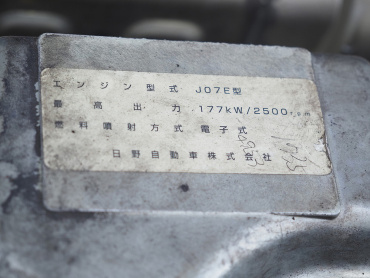 エンジン型式 J07E型
最高出力 177kW/2500r.p.m
燃料噴射方式 電子式
日野自動車株式会社